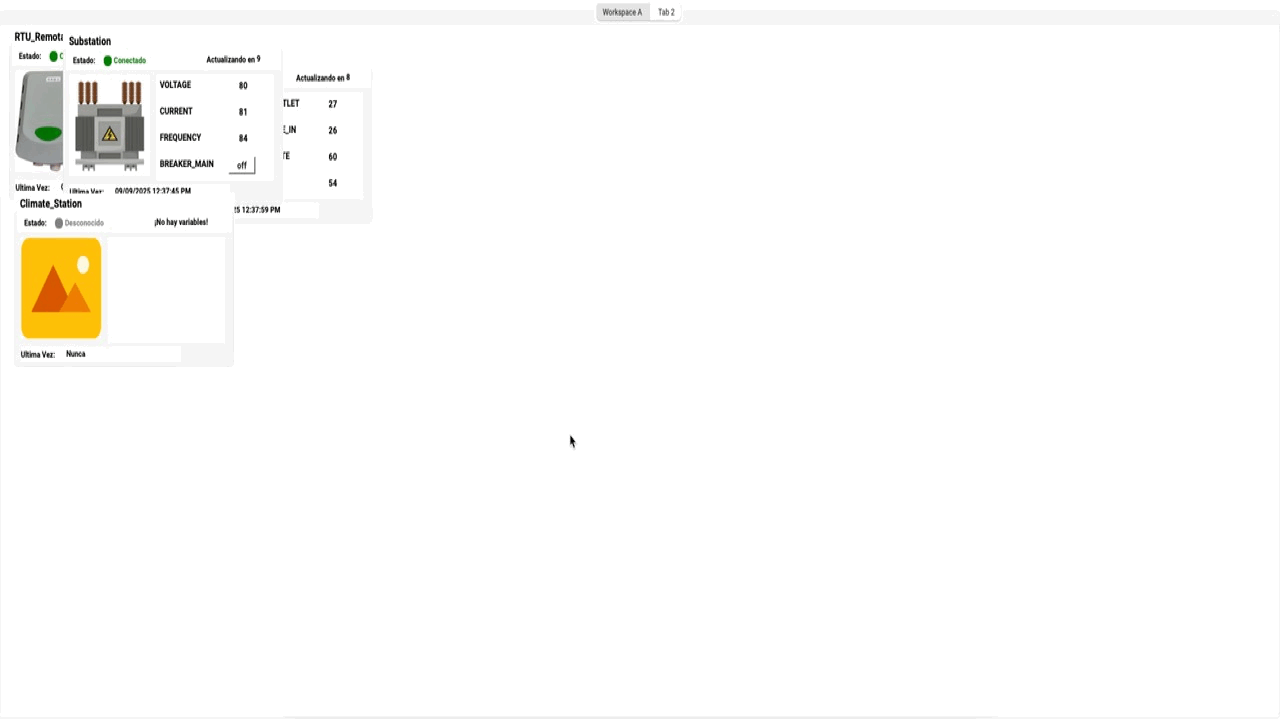 Workspace A
Tab 2
RTU_Remota
Estado:
Ultima Vez:
Substation
Estado: Conectado
Actualizando en 9
VOLTAGE 80
CURRENT 81
FREQUENCY 84
BREAKER_MAIN off
Ultima Vez: 09/09/2025 12:37:45 PM
Actualizando en 8
TLET 27
E_IN 26
TE 60
54
25 12:37:59 PM
Climate_Station
Estado: Desconocido
¡No hay variables!
Ultima Vez: Nunca